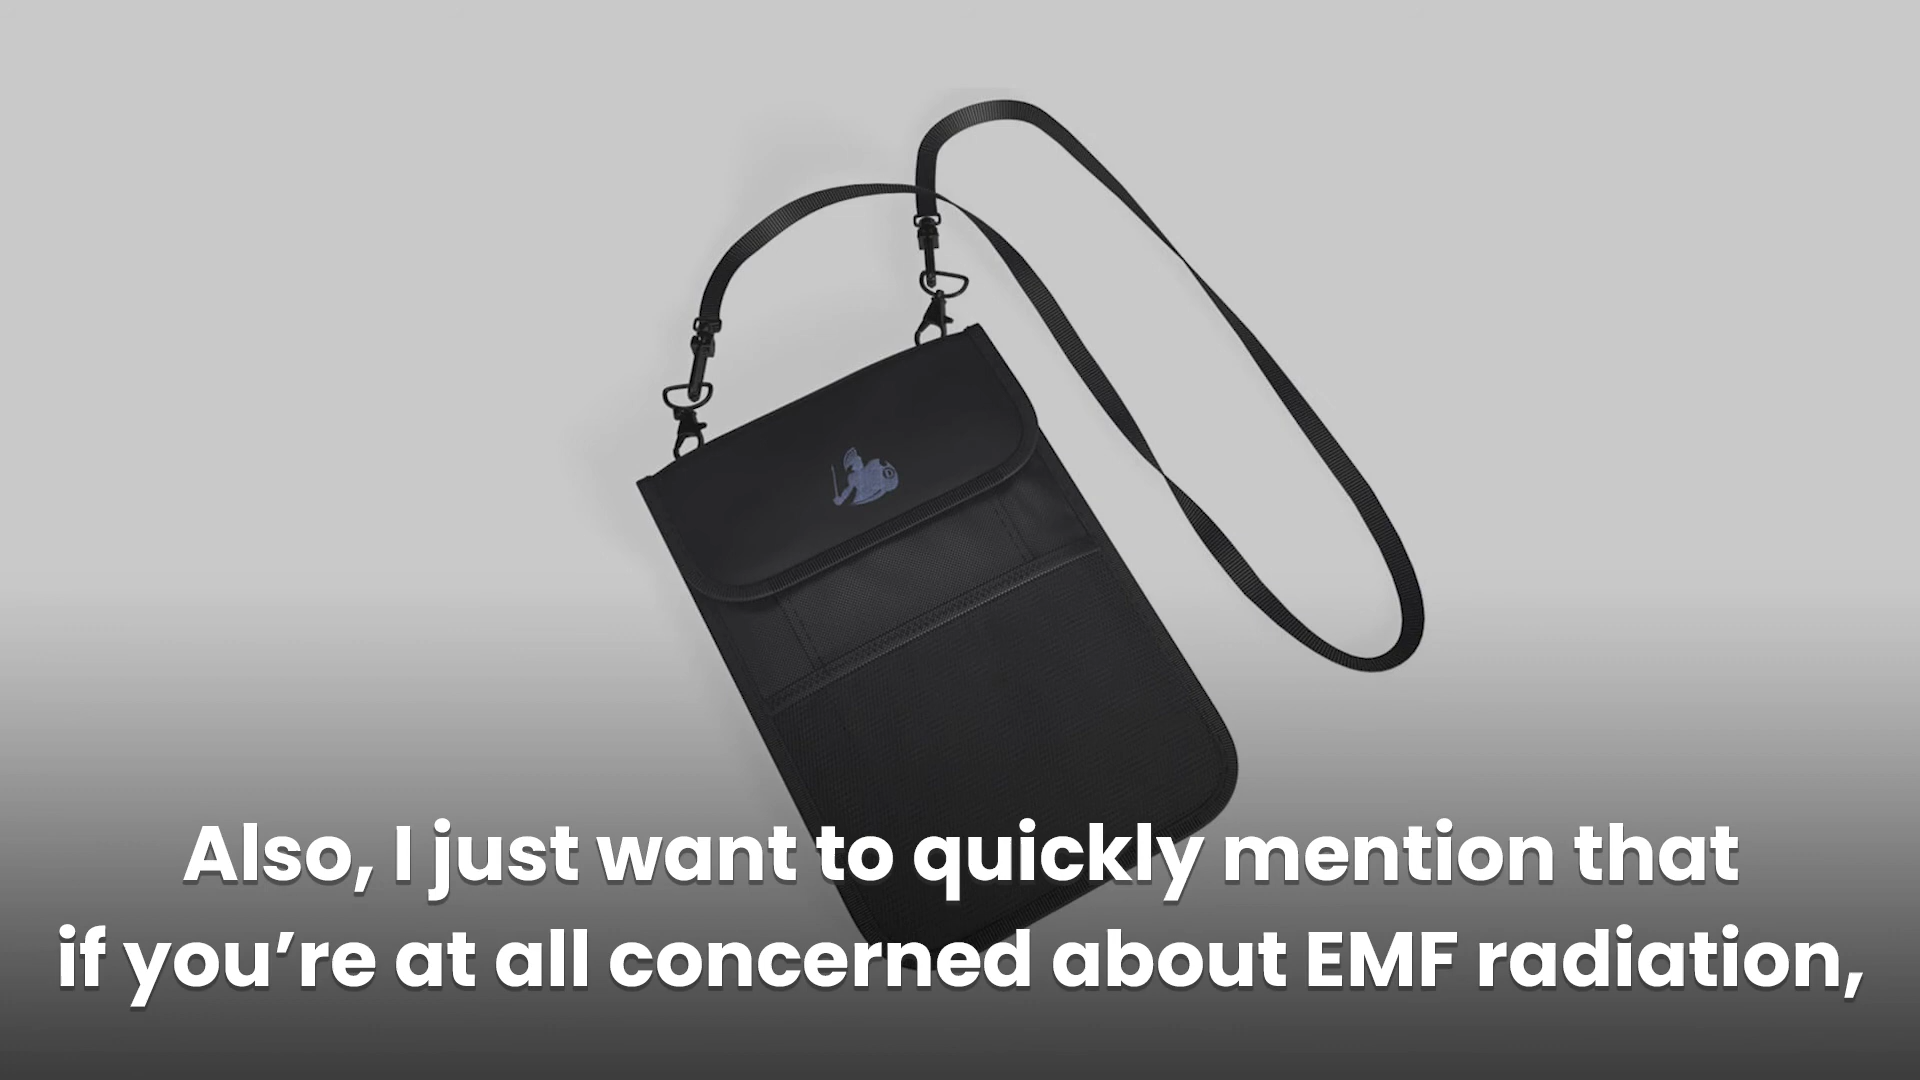 Also, I just want to quickly mention that
if you’re at all concerned about EMF radiation,